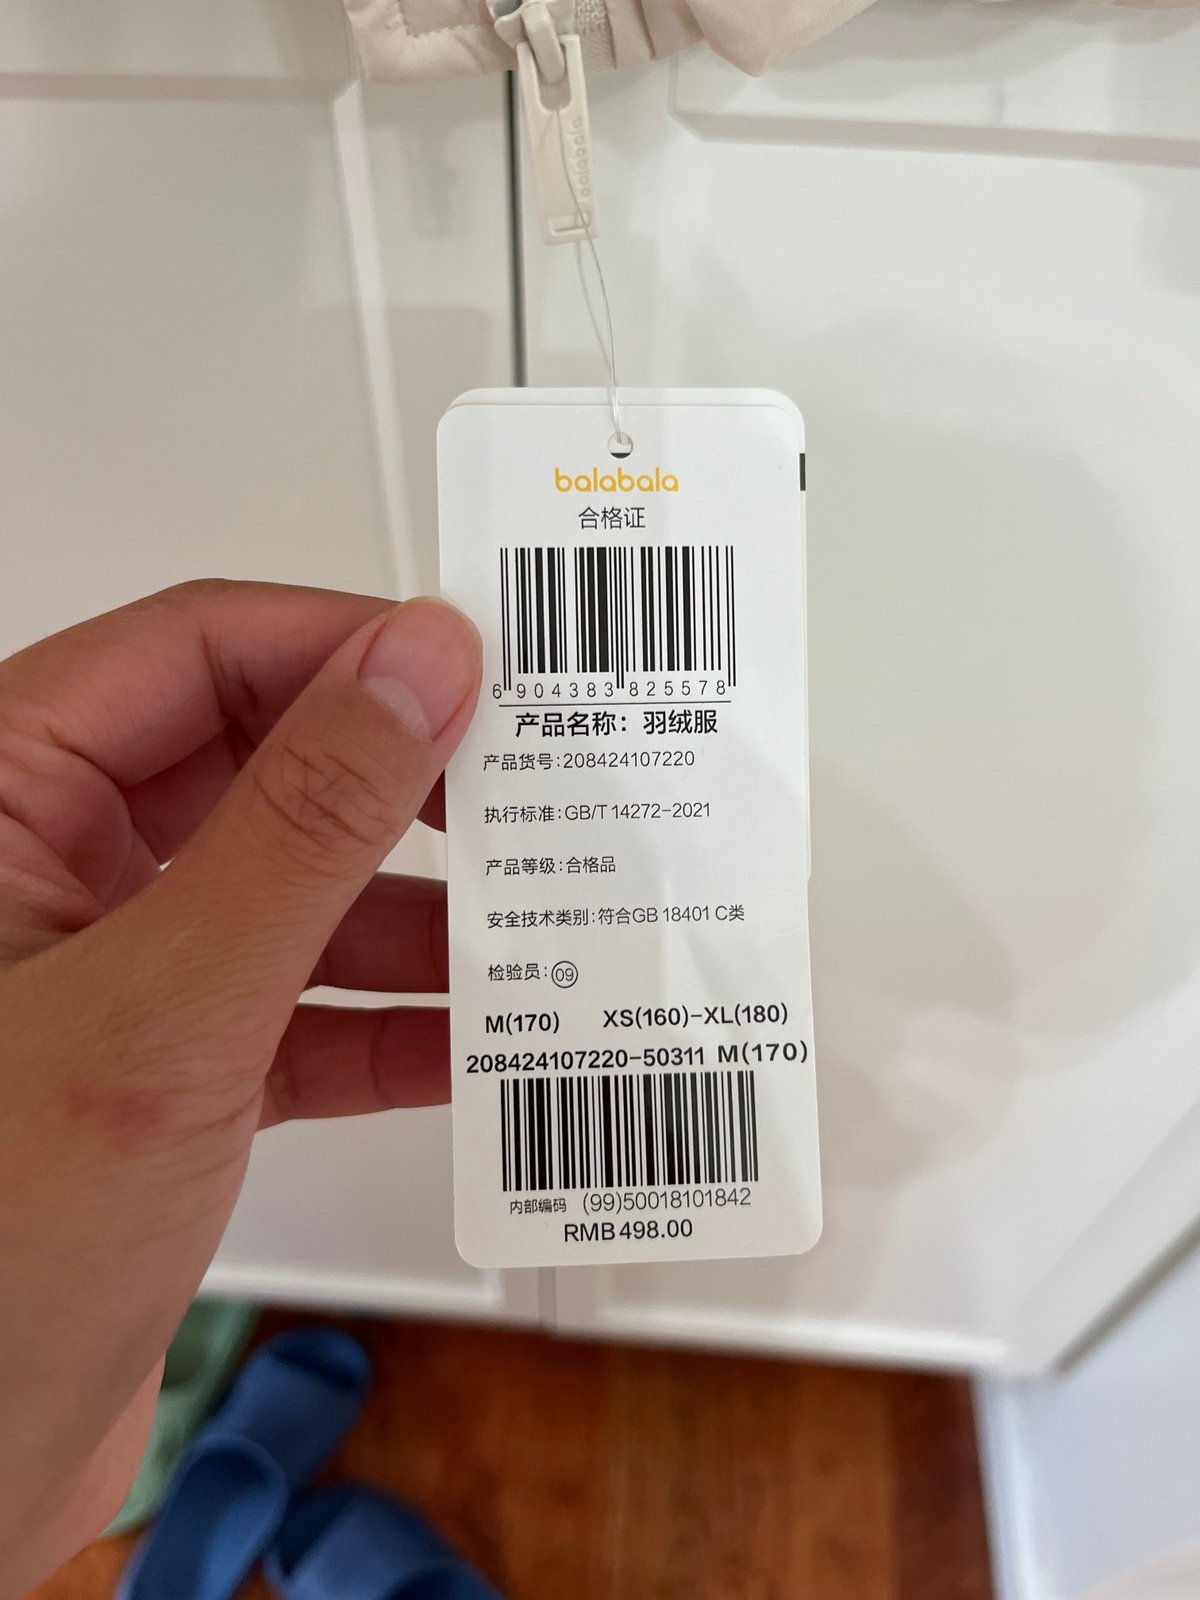 balabala
balabala
合格证
6904383825578
产品名称：羽绒服
产品货号:208424107220
执行标准:GB/T 14272-2021
产品等级:合格品
安全技术类别:符合GB 18401 C类
检验员:09
M(170) XS(160)-XL(180)
208424107220-50311 M(170)
内部编码 (99)50018101842
RMB 498.00